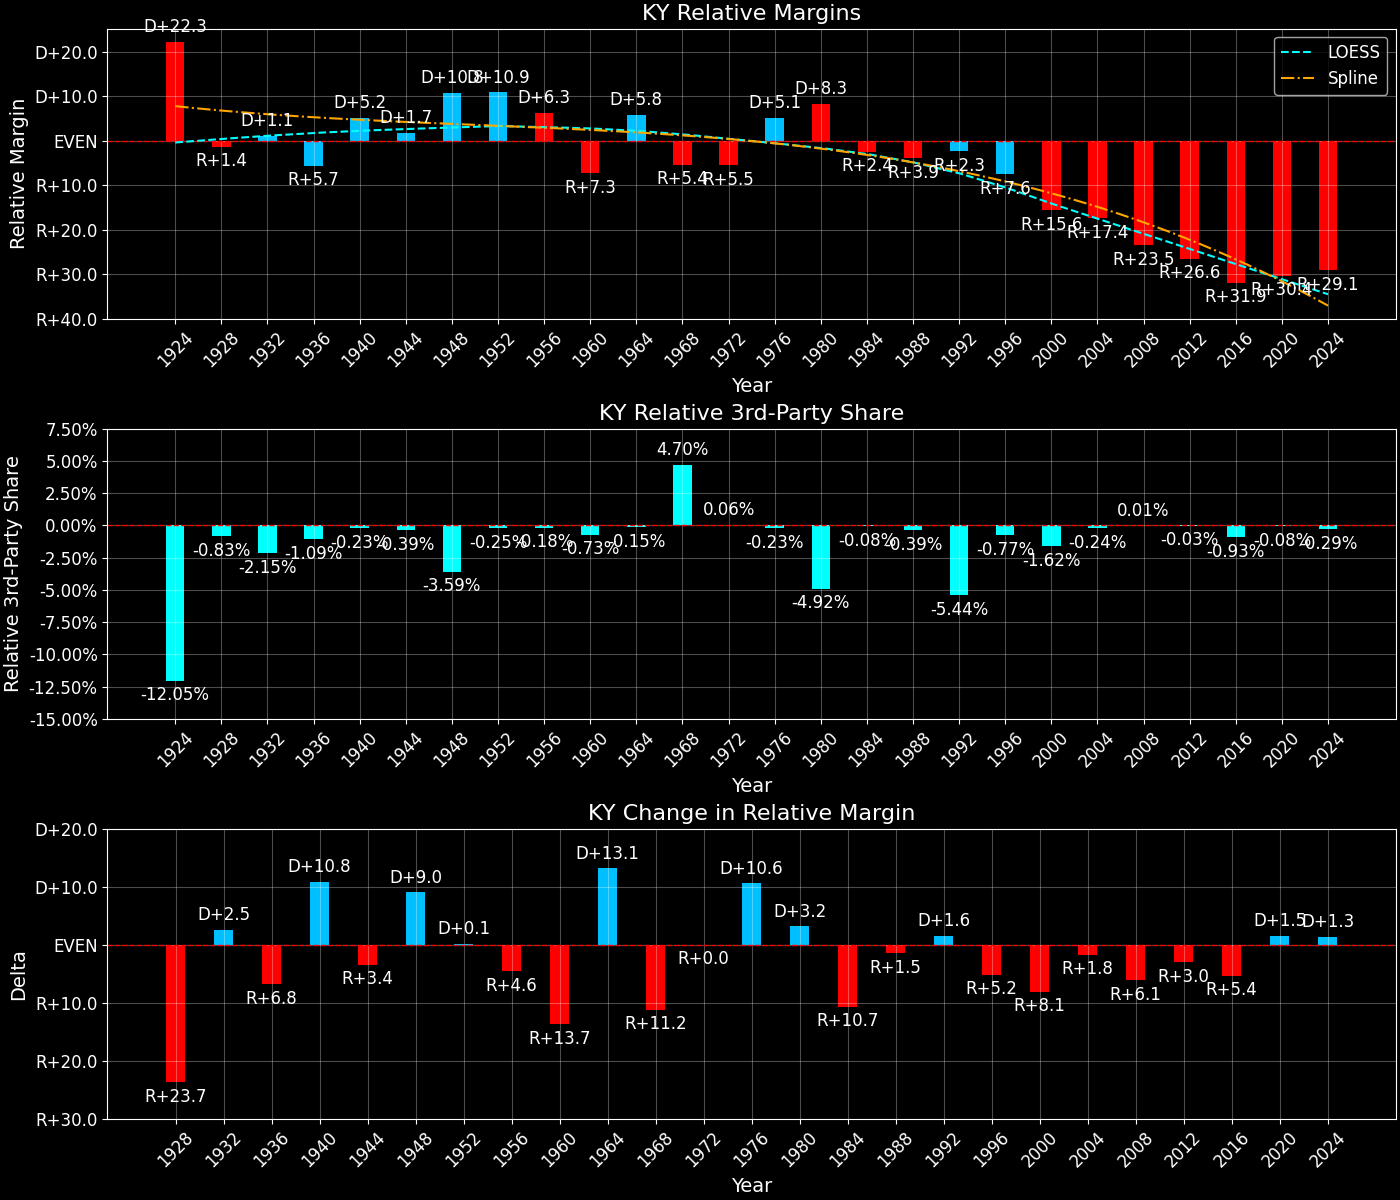 KY Relative Margins
D+22.3
R+1.4
D+1.1
R+5.7
D+5.2
D+1.7
D+10.8
D+10.9
D+6.3
R+7.3
D+5.8
R+5.4
R+5.5
D+5.1
D+8.3
R+2.4
R+3.9
R+2.3
R+7.6
R+15.6
R+17.4
R+23.5
R+26.6
R+31.9
R+30.4
R+29.1
LOESS
Spline
Relative Margin
D+20.0
D+10.0
EVEN
R+10.0
R+20.0
R+30.0
R+40.0
1924 1928 1932 1936 1940 1944 1948 1952 1956 1960 1964 1968 1972 1976 1980 1984 1988 1992 1996 2000 2004 2008 2012 2016 2020 2024
Year
KY Relative 3rd-Party Share
Relative 3rd-Party Share
7.50%
5.00%
2.50%
0.00%
-2.50%
-5.00%
-7.50%
-10.00%
-12.50%
-15.00%
-12.05%
-0.83%
-2.15%
-1.09%
-0.23%
-0.39%
-3.59%
-0.25%
-0.18%
-0.73%
-0.15%
4.70%
0.06%
-0.23%
-4.92%
-0.08%
-0.39%
-5.44%
-0.77%
-1.62%
-0.24%
0.01%
-0.03%
-0.93%
-0.08%
-0.29%
1924 1928 1932 1936 1940 1944 1948 1952 1956 1960 1964 1968 1972 1976 1980 1984 1988 1992 1996 2000 2004 2008 2012 2016 2020 2024
Year
KY Change in Relative Margin
Delta
D+20.0
D+10.0
EVEN
R+10.0
R+20.0
R+30.0
R+23.7
D+2.5
R+6.8
D+10.8
R+3.4
D+9.0
D+0.1
R+4.6
R+13.7
D+13.1
R+11.2
R+0.0
D+10.6
D+3.2
R+10.7
R+1.5
D+1.6
R+5.2
R+8.1
R+1.8
R+6.1
R+3.0
R+5.4
D+1.5
D+1.3
1928 1932 1936 1940 1944 1948 1952 1956 1960 1964 1968 1972 1976 1980 1984 1988 1992 1996 2000 2004 2008 2012 2016 2020 2024
Year